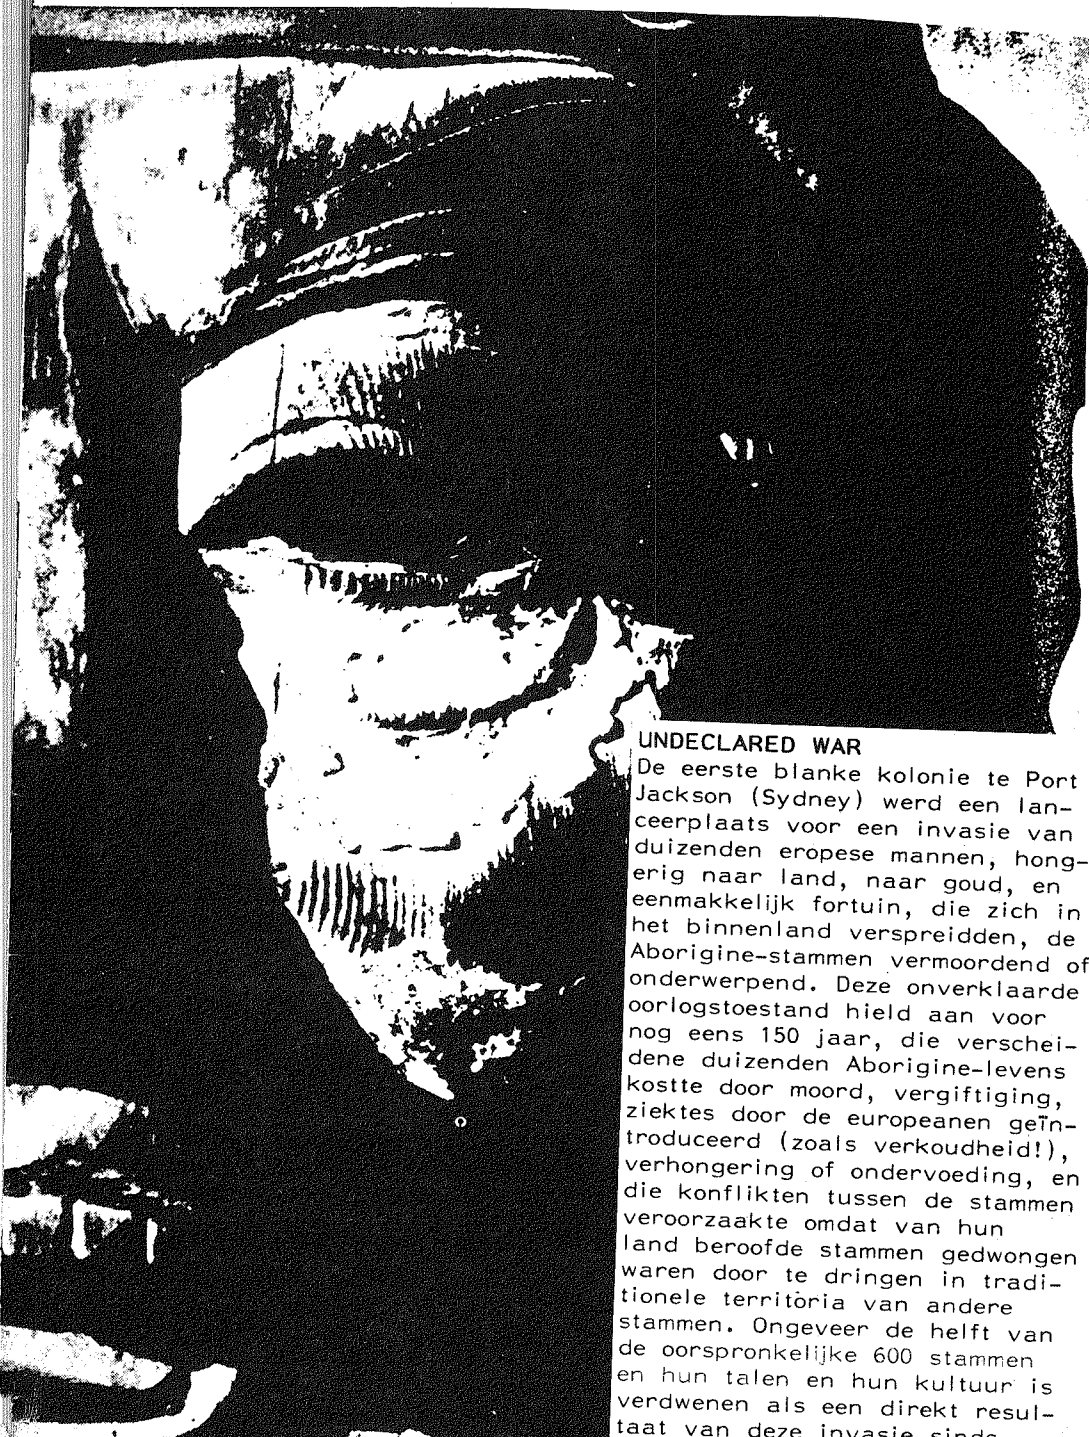 UNDECLARED WAR
De eerste blanke kolonie te Port
Jackson (Sydney) werd een lan-
ceerplaats voor een invasie van
duizenden eropese mannen, hong-
erig naar land, naar goud, en
eenmakkelijk fortuin, die zich in
het binnenland verspreidden, de
Aborigine-stammen vermoordend of
onderwerpend. Deze onverklaarde
oorlogstoestand hield aan voor
nog eens 150 jaar, die verschei-
dene duizenden Aborigine-levens
kostte door moord, vergiftiging,
ziektes door de europeanen geïn-
troduceerd (zoals verkoudheid!),
verhongering of ondervoeding, en
die konflikten tussen de stammen
veroorzaakte omdat van hun
land beroofde stammen gedwongen
waren door te dringen in tradi-
tionele territoria van andere
stammen. Ongeveer de helft van
de oorspronkelijke 600 stammen
en hun talen en hun kultuur is
verdwenen als een direkt resul-
taat van deze invasie sinds